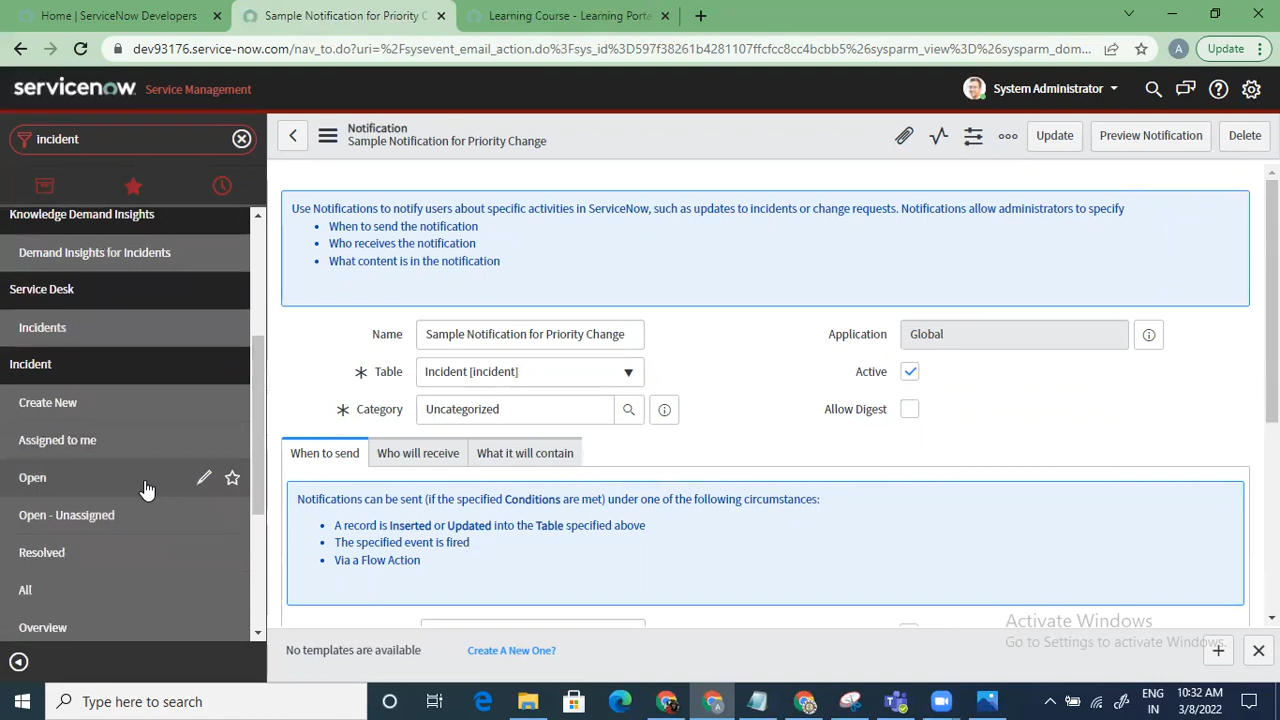 Home | ServiceNow Developers
Sample Notification for Priority C
Learning Course - Learning Porta
dev93176.service-now.com/nav_to.do?uri=%2Fsysevent_email_action.do%3Fsys_id%3D597f38261b4281107ffcfcc8cc4bcbb5%26sysparm_view%3D%26sysparm_dom...
A
Update
servicenow
Service Management
System Administrator
incident
Notification
Sample Notification for Priority Change
Update
Preview Notification
Delete
Knowledge Demand Insights
Demand Insights for Incidents
Service Desk
Incidents
Incident
Create New
Assigned to me
Open
Open - Unassigned
Resolved
All
Overview
Use Notifications to notify users about specific activities in ServiceNow, such as updates to incidents or change requests. Notifications allow administrators to specify
• When to send the notification
• Who receives the notification
• What content is in the notification
Name
Sample Notification for Priority Change
Application
Global
Table
Incident [incident]
Active
Category
Uncategorized
Allow Digest
When to send
Who will receive
What it will contain
Notifications can be sent (if the specified Conditions are met) under one of the following circumstances:
• A record is Inserted or Updated into the Table specified above
• The specified event is fired
• Via a Flow Action
Activate Windows
Go to Settings to activate Windows.
No templates are available
Create A New One?
Type here to search
ENG
IN
10:32 AM
3/8/2022